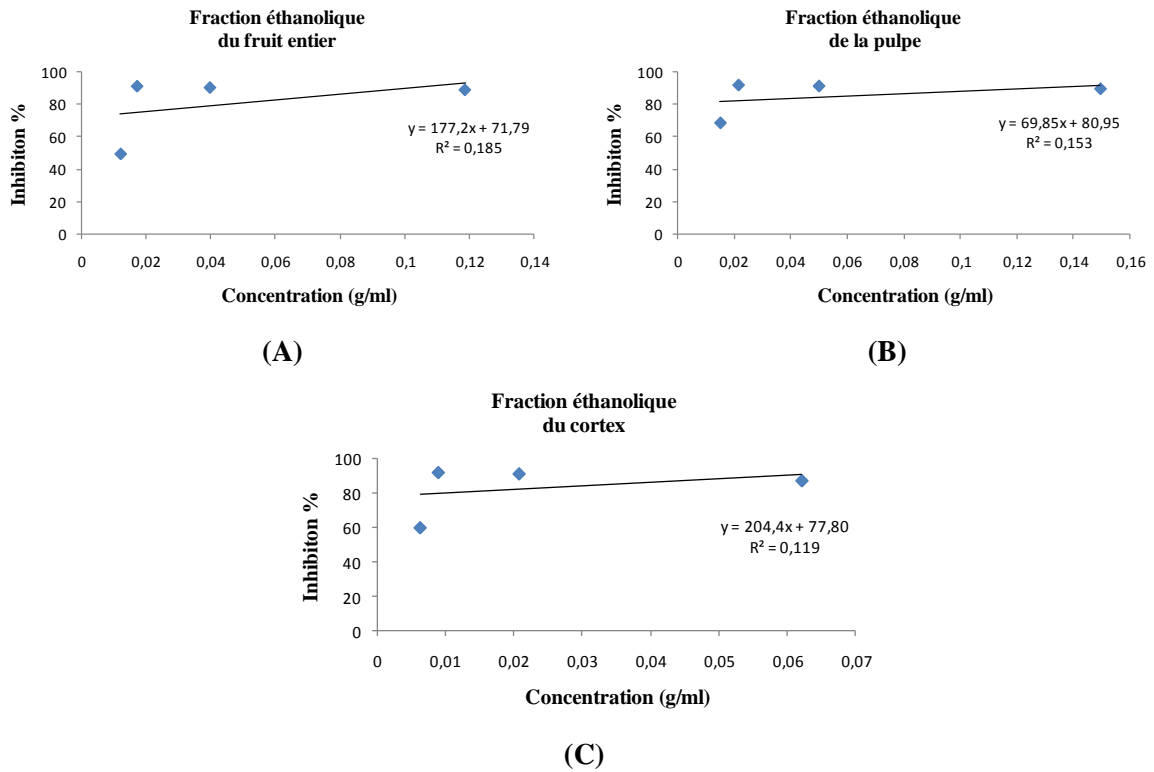 Fraction éthanolique
du fruit entier
Inhibiton %
100
80
60
40
20
0
y = 177,2x + 71,79
R² = 0,185
0 0,02 0,04 0,06 0,08 0,1 0,12 0,14
Concentration (g/ml)
(A)
Fraction éthanolique
de la pulpe
Inhibiton %
100
80
60
40
20
0
y = 69,85x + 80,95
R² = 0,153
0 0,02 0,04 0,06 0,08 0,1 0,12 0,14 0,16
Concentration (g/ml)
(B)
Fraction éthanolique
du cortex
Inhibiton %
100
80
60
40
20
0
y = 204,4x + 77,80
R² = 0,119
0 0,01 0,02 0,03 0,04 0,05 0,06 0,07
Concentration (g/ml)
(C)